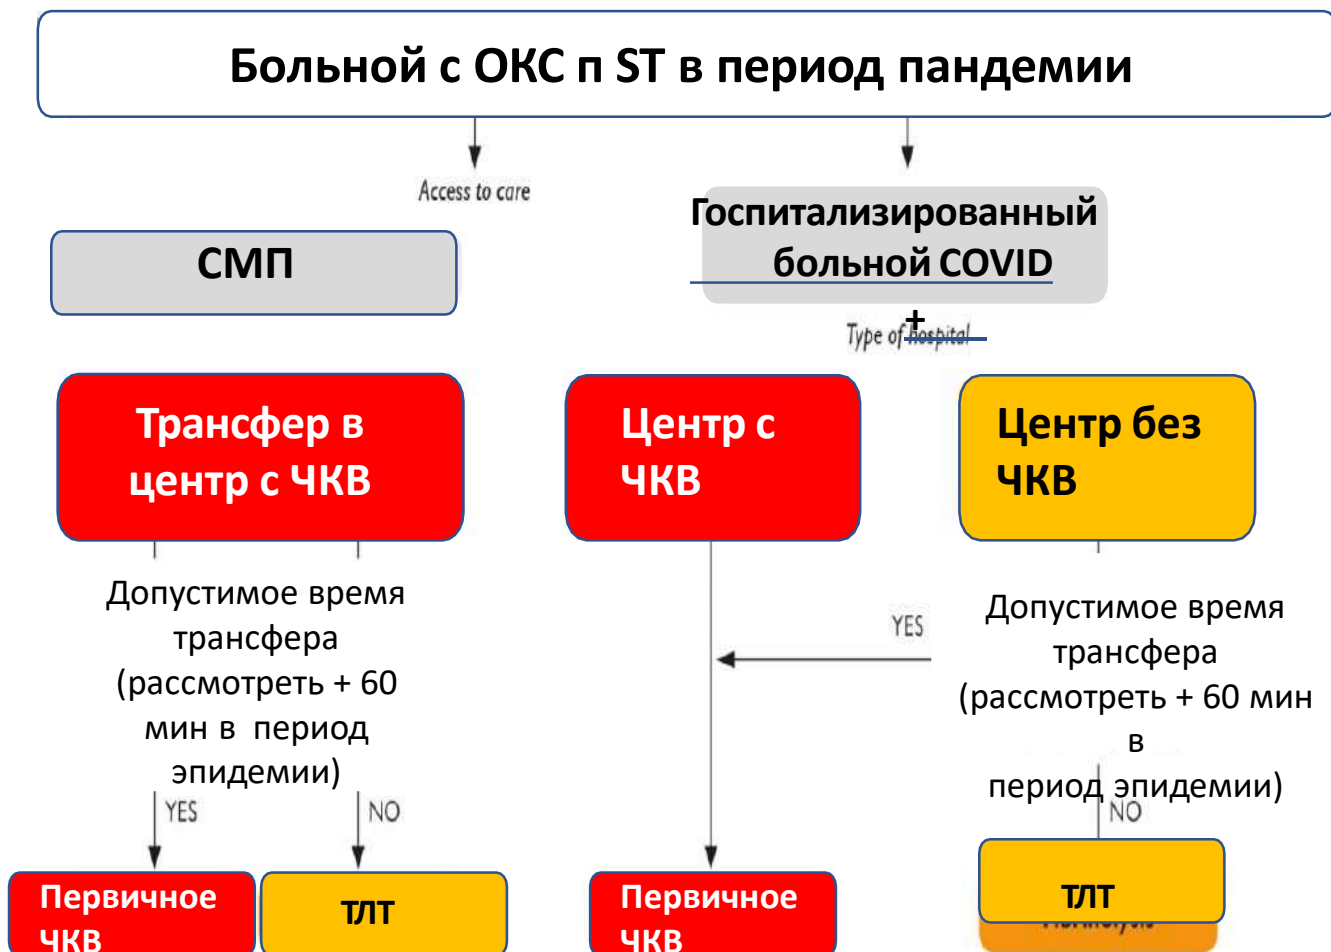 Больной с ОКС п ST в период пандемии
Access to care
СМП
Госпитализированный
больной COVID
+
Type of hospital
Трансфер в
центр с ЧКВ
Центр с
ЧКВ
Центр без
ЧКВ
Допустимое время
трансфера
(рассмотреть + 60
мин в период
эпидемии)
YES
Допустимое время
трансфера
(рассмотреть + 60 мин
в
период эпидемии)
YES
NO
NO
Первичное
ЧКВ
ТЛТ
Первичное
ЧКВ
ТЛТ